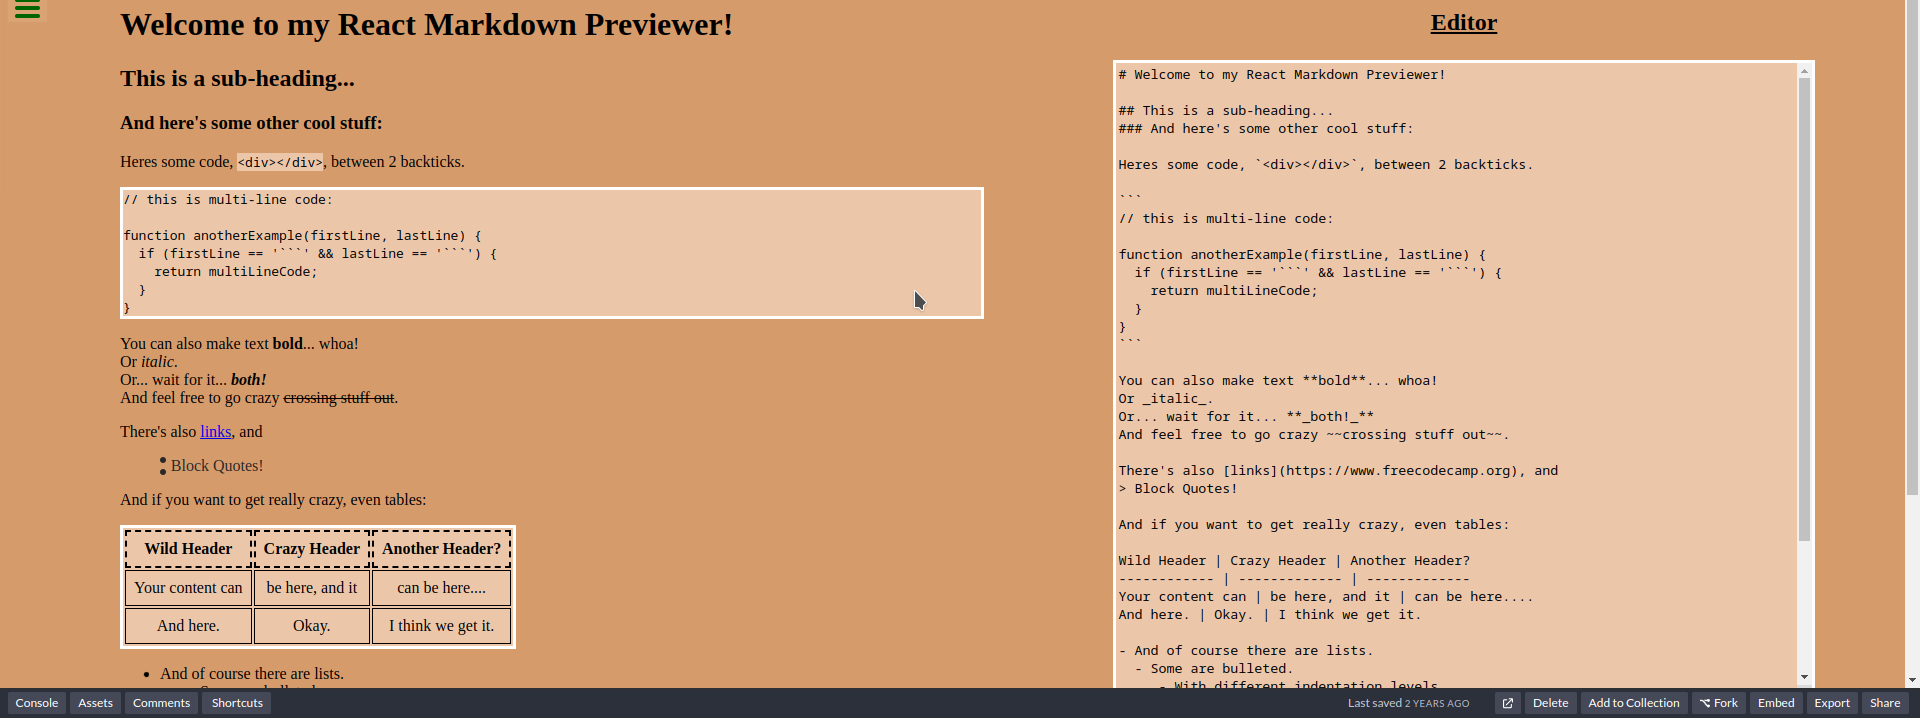 Welcome to my React Markdown Previewer!
This is a sub-heading...
And here's some other cool stuff:
Heres some code, <div></div>, between 2 backticks.
// this is multi-line code:
function anotherExample(firstLine, lastLine) {
  if (firstLine == '```' && lastLine == '```') {
    return multiLineCode;
  }
}
You can also make text bold... whoa!
Or italic.
Or... wait for it... both!
And feel free to go crazy crossing stuff out.
There's also links, and
Block Quotes!
And if you want to get really crazy, even tables:
Wild Header Crazy Header Another Header?
Your content can be here, and it can be here....
And here. Okay. I think we get it.
And of course there are lists.
Editor
# Welcome to my React Markdown Previewer!
## This is a sub-heading...
### And here's some other cool stuff:
Heres some code, `<div></div>`, between 2 backticks.
```
// this is multi-line code:
function anotherExample(firstLine, lastLine) {
  if (firstLine == '```' && lastLine == '```') {
    return multiLineCode;
  }
}
```
You can also make text **bold**... whoa!
Or _italic_.
Or... wait for it... **_both!_**
And feel free to go crazy ~~crossing stuff out~~.
There's also [links](https://www.freecodecamp.org), and
> Block Quotes!
And if you want to get really crazy, even tables:
Wild Header | Crazy Header | Another Header?
------------ | ------------- | -------------
Your content can | be here, and it | can be here....
And here. | Okay. | I think we get it.
- And of course there are lists.
  - Some are bulleted.
     - With different indentation levels
Console Assets Comments Shortcuts Last saved 2 YEARS AGO Delete Add to Collection Fork Embed Export Share